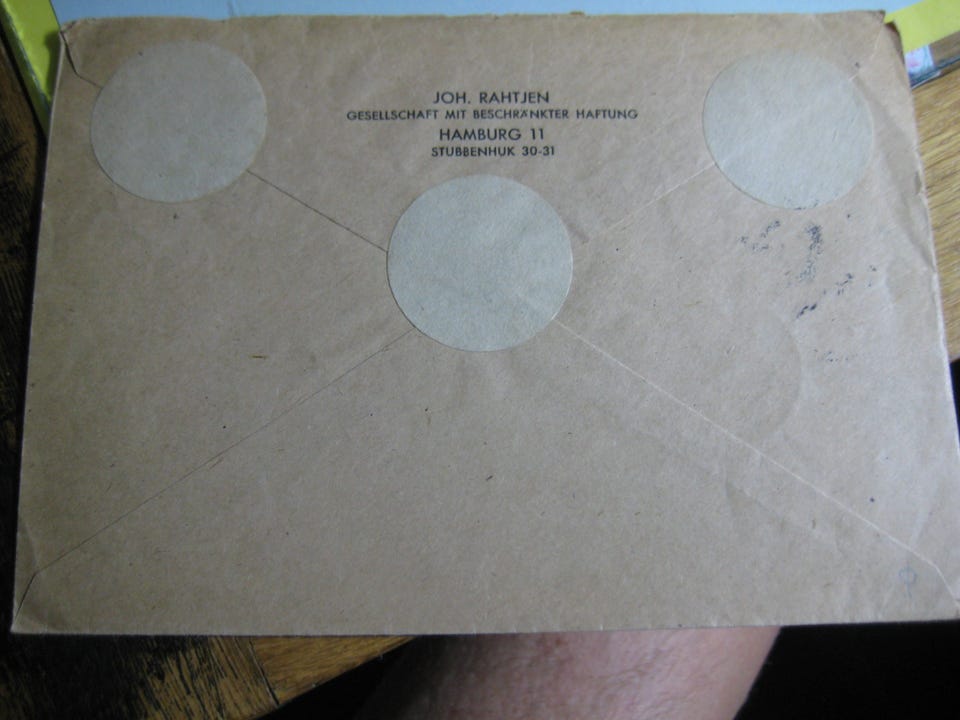 JOH. RAHTJEN
GESELLSCHAFT MIT BESCHRÄNKTER HAFTUNG
HAMBURG 11
STUBBENHUK 30-31